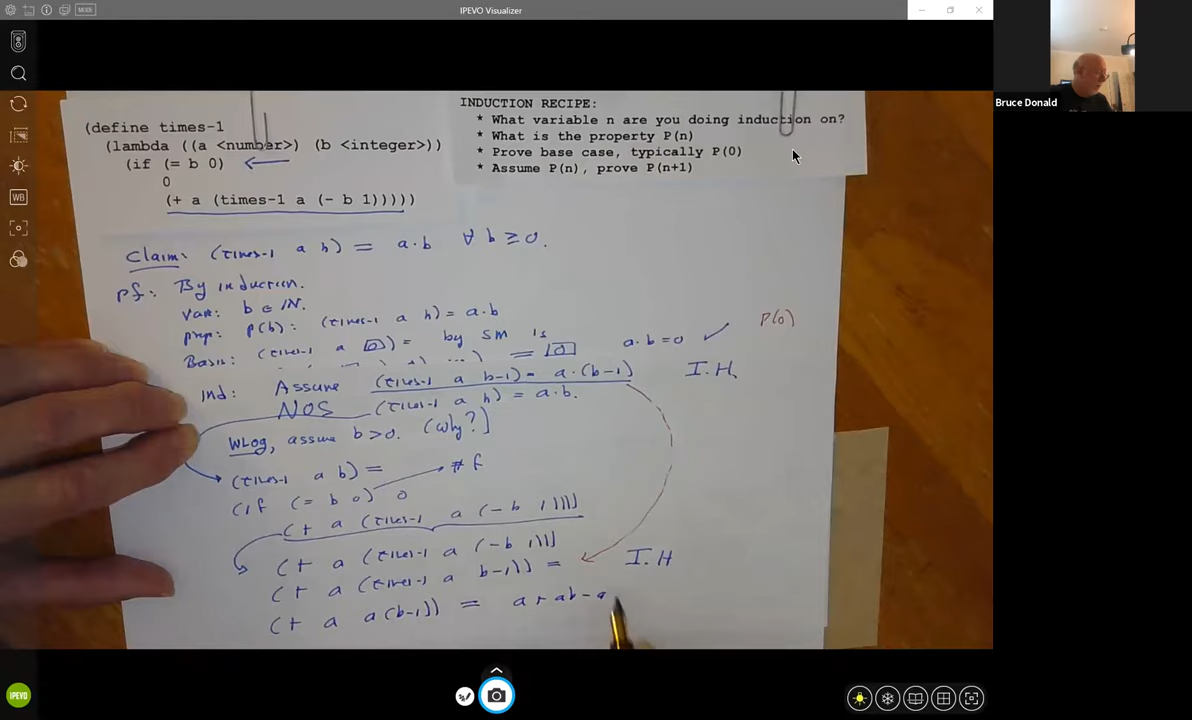 MODE
IPEVO Visualizer
Bruce Donald
(define times-1
(lambda ((a <number>) (b <integer>))
(if (= b 0)
0
(+ a (times-1 a (- b 1)))))
INDUCTION RECIPE:
* What variable n are you doing induction on?
* What is the property P(n)
* Prove base case, typically P(0)
* Assume P(n), prove P(n+1)
Claim: (times-1 a b) = a·b ∀ b ≥ 0.
pf: By induction.
Var: b ∈ IN.
prop: P(b): (times-1 a b) = a·b
Basis: (times-1 a 0) = by SM is
= 0 a·b=0 ✓ P(0)
Ind: Assume (times-1 a b-1) = a·(b-1) I.H.
NOS (times-1 a b) = a·b.
WLOG, assume b>0. (Why?)
(times-1 a b) =
(if (= b 0) 0 #f
(+ a (times-1 a (- b 1))))
(+ a (times-1 a (- b 1)))
(+ a (times-1 a b-1)) = I.H
(+ a a(b-1)) = a + ab - a
IPEVO
WB